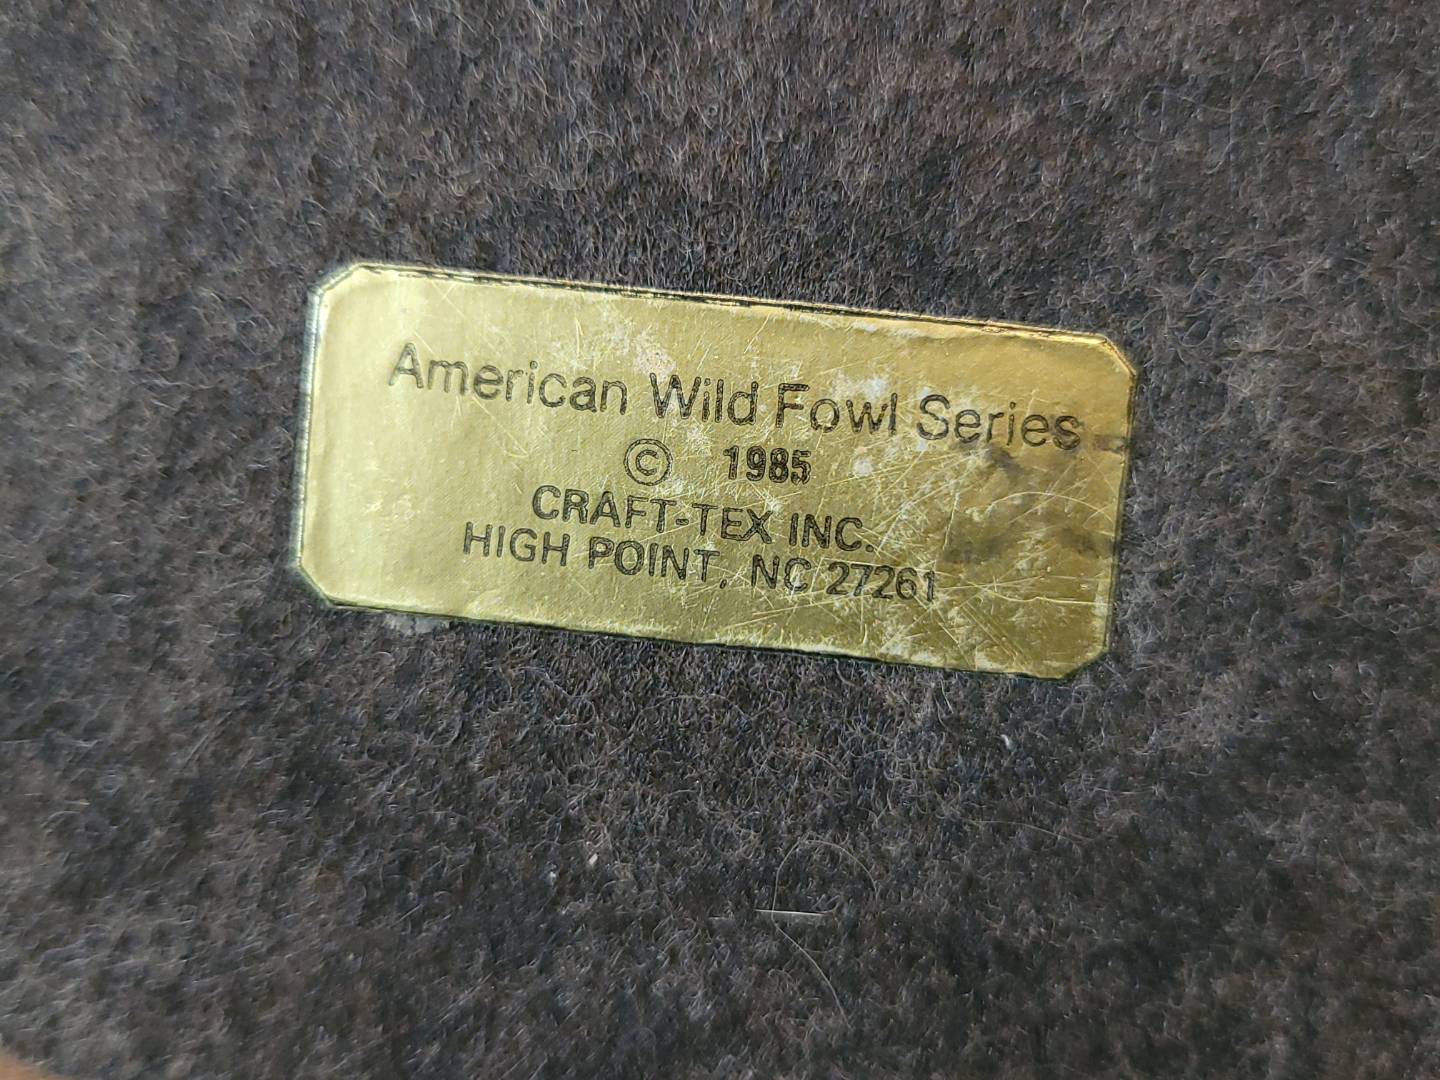 American Wild Fowl Series
© 1985
CRAFT-TEX INC.
HIGH POINT, NC 27261